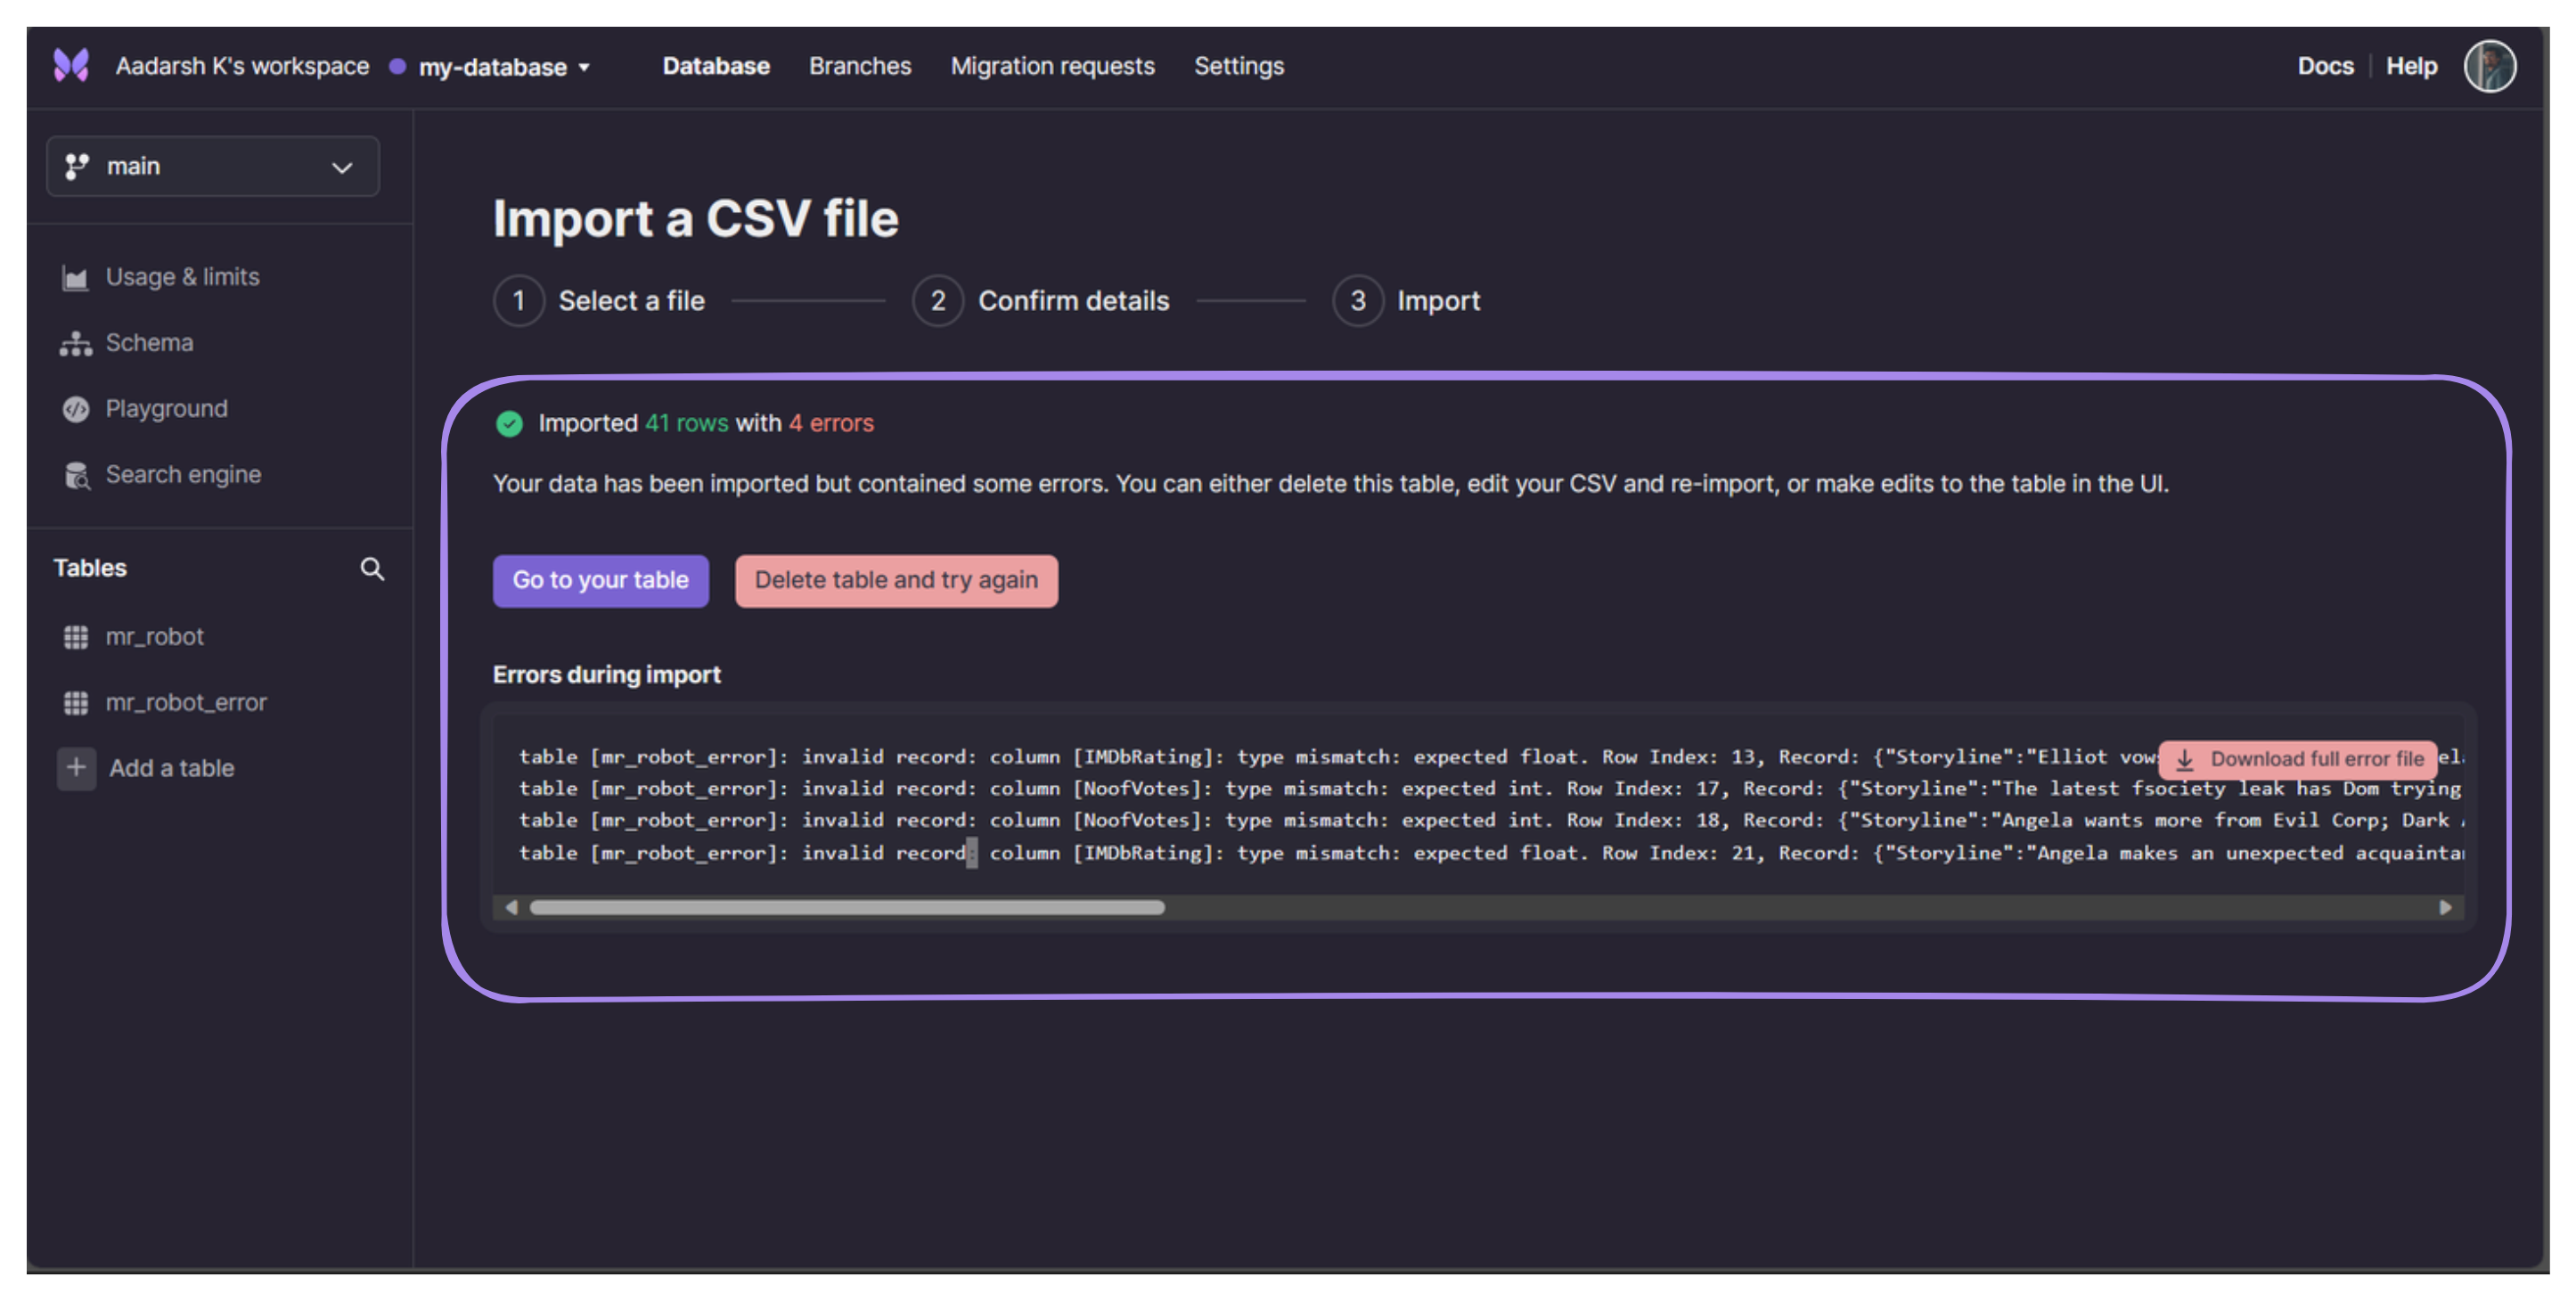 Aadarsh K's workspace my-database Database Branches Migration requests Settings Docs Help
main
Usage & limits
Schema
Playground
Search engine
Tables
mr_robot
mr_robot_error
Add a table
Import a CSV file
1 Select a file 2 Confirm details 3 Import
Imported 41 rows with 4 errors
Your data has been imported but contained some errors. You can either delete this table, edit your CSV and re-import, or make edits to the table in the UI.
Go to your table Delete table and try again
Errors during import
table [mr_robot_error]: invalid record: column [IMDbRating]: type mismatch: expected float. Row Index: 13, Record: {"Storyline":"Elliot
Download full error file
table [mr_robot_error]: invalid record: column [NoofVotes]: type mismatch: expected int. Row Index: 17, Record: {"Storyline":"The latest fsociety leak has Dom trying
table [mr_robot_error]: invalid record: column [NoofVotes]: type mismatch: expected int. Row Index: 18, Record: {"Storyline":"Angela wants more from Evil Corp; Dark
table [mr_robot_error]: invalid record: column [IMDbRating]: type mismatch: expected float. Row Index: 21, Record: {"Storyline":"Angela makes an unexpected